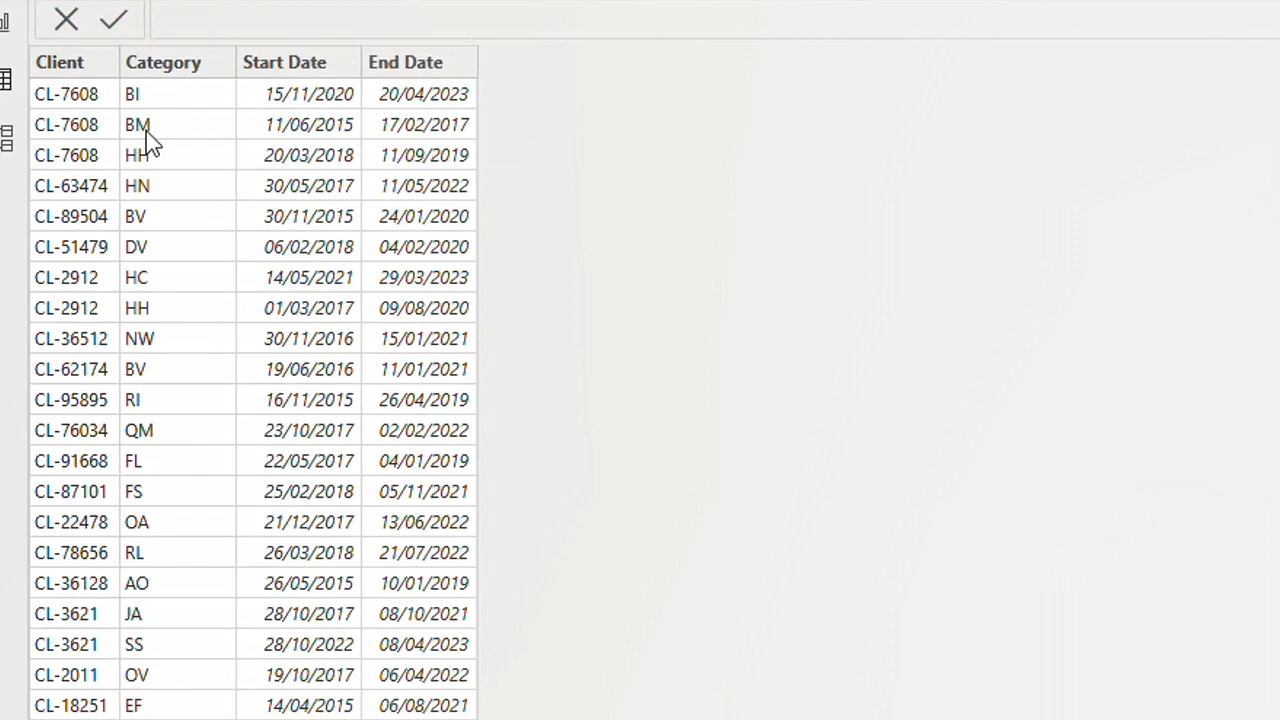 Client Category Start Date End Date
CL-7608 BI 15/11/2020 20/04/2023
CL-7608 BM 11/06/2015 17/02/2017
CL-7608 HH 20/03/2018 11/09/2019
CL-63474 HN 30/05/2017 11/05/2022
CL-89504 BV 30/11/2015 24/01/2020
CL-51479 DV 06/02/2018 04/02/2020
CL-2912 HC 14/05/2021 29/03/2023
CL-2912 HH 01/03/2017 09/08/2020
CL-36512 NW 30/11/2016 15/01/2021
CL-62174 BV 19/06/2016 11/01/2021
CL-95895 RI 16/11/2015 26/04/2019
CL-76034 QM 23/10/2017 02/02/2022
CL-91668 FL 22/05/2017 04/01/2019
CL-87101 FS 25/02/2018 05/11/2021
CL-22478 OA 21/12/2017 13/06/2022
CL-78656 RL 26/03/2018 21/07/2022
CL-36128 AO 26/05/2015 10/01/2019
CL-3621 JA 28/10/2017 08/10/2021
CL-3621 SS 28/10/2022 08/04/2023
CL-2011 OV 19/10/2017 06/04/2022
CL-18251 EF 14/04/2015 06/08/2021